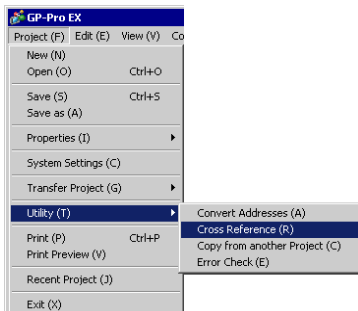 GP-Pro EX
Project (F) Edit (E) View (V) Co
New (N)
Open (O) Ctrl+O
Save (S) Ctrl+S
Save as (A)
Properties (I)
System Settings (C)
Transfer Project (G)
Utility (T)
Convert Addresses (A)
Cross Reference (R)
Copy from another Project (C)
Error Check (E)
Print (P) Ctrl+P
Print Preview (V)
Recent Project (J)
Exit (X)